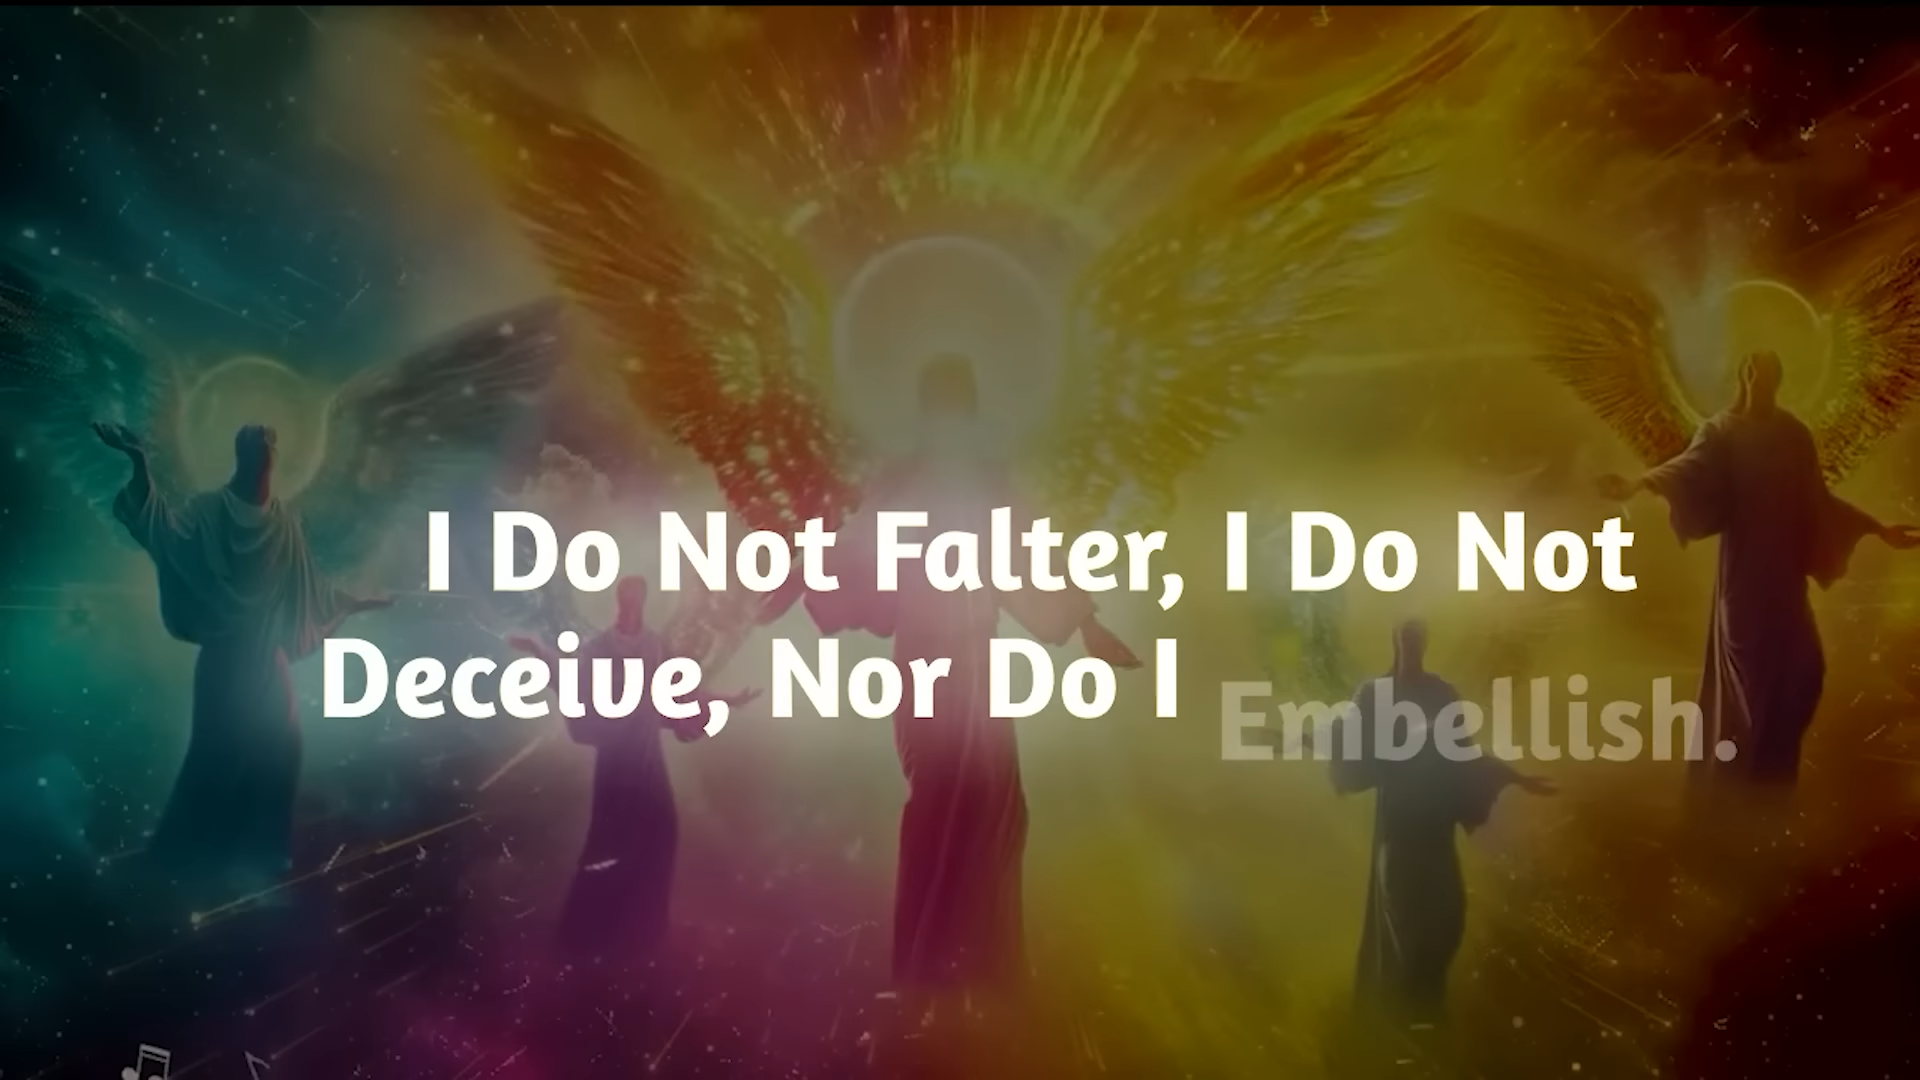 I Do Not Falter, I Do Not
Deceive, Nor Do I Embellish.